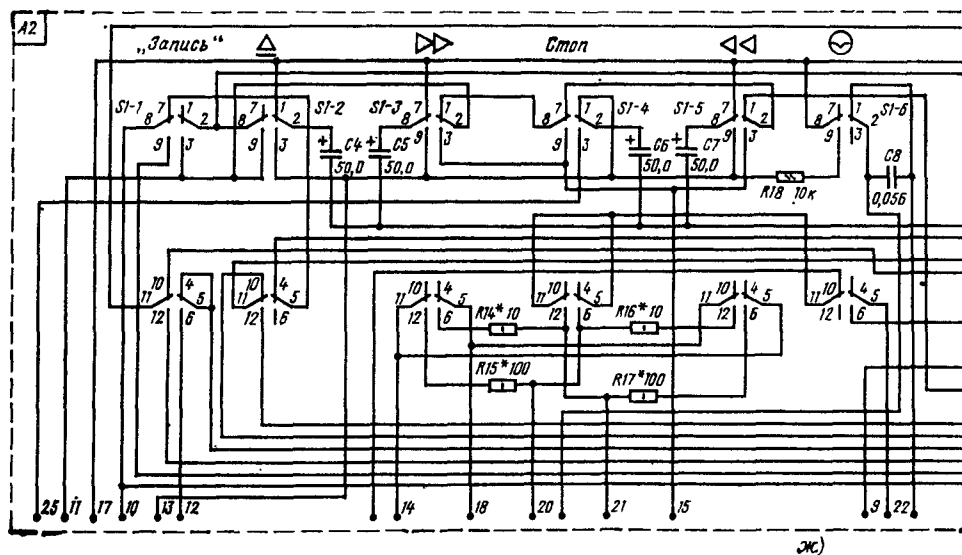 A2
„Запись“ Стоп
S1-1 7 1 8 2 9 3
7 1 S1-2 8 2 9 3
S1-3 7 1 8 2 9 3
7 1 S1-4 8 2 9 3
S1-5 7 1 8 2 9 3
7 1 S1-6 8 2 9 3
+ C4 50,0
+ C5 50,0
+ C6 50,0
+ C7 50,0
R18 10к
C8 0,056
10 4 11 5 12 6
10 4 11 5 12 6
10 4 11 5 12 6
10 4 11 5 12 6
10 4 11 5 12 6
10 4 11 5 12 6
R14* 10
R16* 10
R15* 100
R17* 100
25 11 17 10 13 12 14 18 20 21 15 9 22
ж)